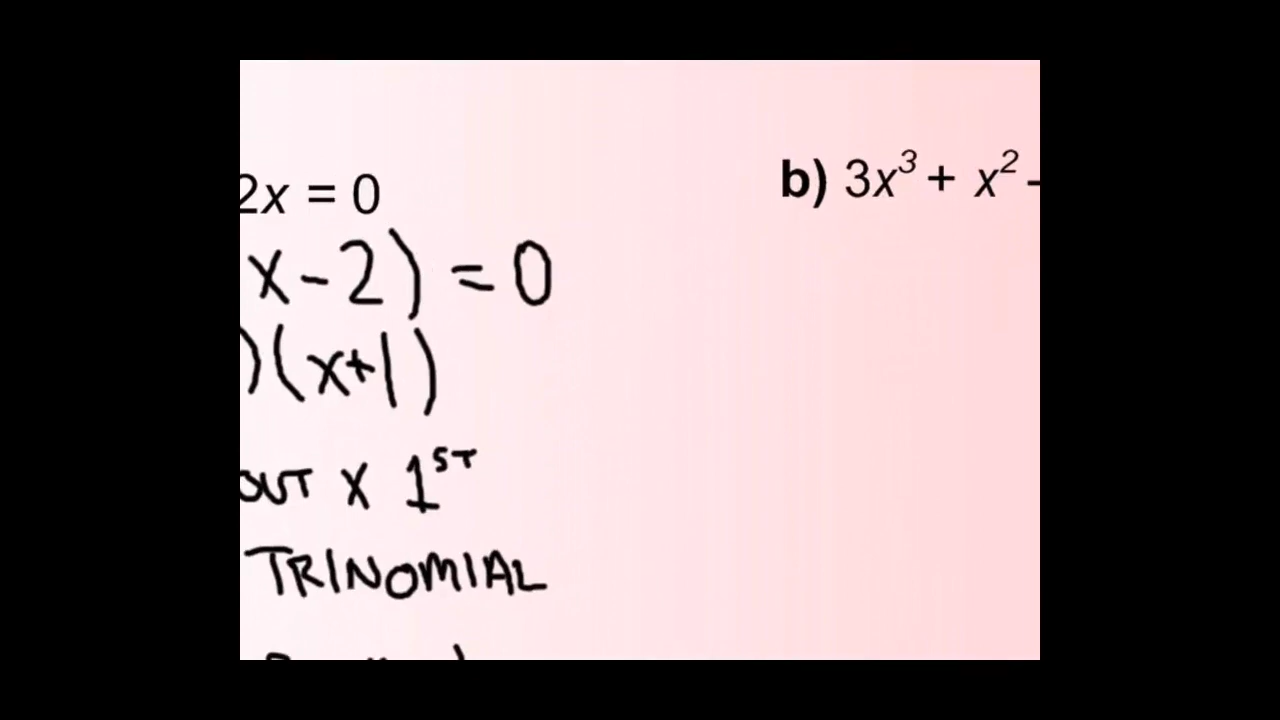 2x = 0
b) 3x³ + x² -
x - 2) = 0
)(x+1)
OUT X 1ST
TRINOMIAL